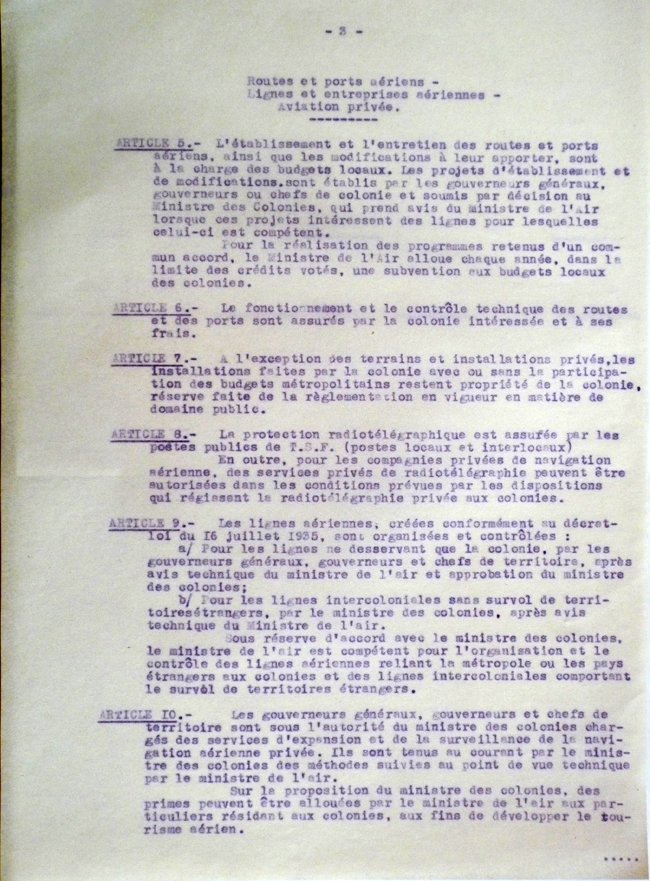 - 3 -
Routes et ports aériens -
Lignes et entreprises aériennes -
Aviation privée.
---------
ARTICLE 5.- L'établissement et l'entretien des routes et ports
aériens, ainsi que les modifications à leur apporter, sont
à la charge des budgets locaux. Les projets d'établissement et
de modifications.sont établis par les gouverneurs généraux,
gouverneurs ou chefs de colonie et soumis par décision au
Ministre des Colonies, qui prend avis du ministre de l'air
lorsque ces projets intéressent des lignes pour lesquelles
celui-ci est compétent.
Pour la réalisation des programmes retenus d'un com-
mun accord, le Ministre de l'Air alloue chaque année, dans la
limite des crédits votés, une subvention aux budgets locaux
des colonies.
ARTICLE 6.- Le fonctionnement et le contrôle technique des routes
et des ports sont assurés par la colonie intéressée et à ses
frais.
ARTICLE 7.- A l'exception des terrains et installations privés,les
installations faites par la colonie avec ou sans la participa-
tion des budgets métropolitains restent propriété de la colonie,
réserve faite de la règlementation en vigueur en matière de
domaine public.
ARTICLE 8.- La protection radiotélégraphique est assurée par les
postes publics de T.S.F. (postes locaux et interlocaux)
En outre, pour les compagnies privées de navigation
aérienne, des services privés de radiotélégraphie peuvent être
autorisées dans les conditions prévues par les dispositions
qui régissent la radiotélégraphie privée aux colonies.
ARTICLE 9.- Les lignes aériennes, créées conformément au décret-
loi du I6 juillet I935, sont organisées et contrôlées :
a/ Pour les lignes ne desservant que la colonie, par les
gouverneurs généraux, gouverneurs et chefs de territoire, après
avis technique du ministre de l'air et approbation du ministre
des colonies;
b/ Pour les lignes intercoloniales sans survol de terri-
toiresétrangers, par le ministre des colonies, après avis
technique du Ministre de l'air.
Sous réserve d'accord avec le ministre des colonies,
le ministre de l'air est compétent pour l'organisation et le
contrôle des lignes aériennes reliant la métropole ou les pays
étrangers aux colonies et des lignes intercoloniales comportant
le survol de territoires étrangers.
ARTICLE IO.- Les gouverneurs généraux, gouverneurs et chefs de
territoire sont sous l'autorité du ministre des colonies char-
gés des services d'expansion et de la surveillance de la navi-
gation aérienne privée. Ils sont tenus au courant par le minis-
tre des colonies des méthodes suivies au point de vue technique
par le ministre de l'air.
Sur la proposition du ministre des colonies, des
primes peuvent être allouées par le ministre de l'air aux par-
ticuliers résidant aux colonies, aux fins de développer le tou-
risme aérien.
.....